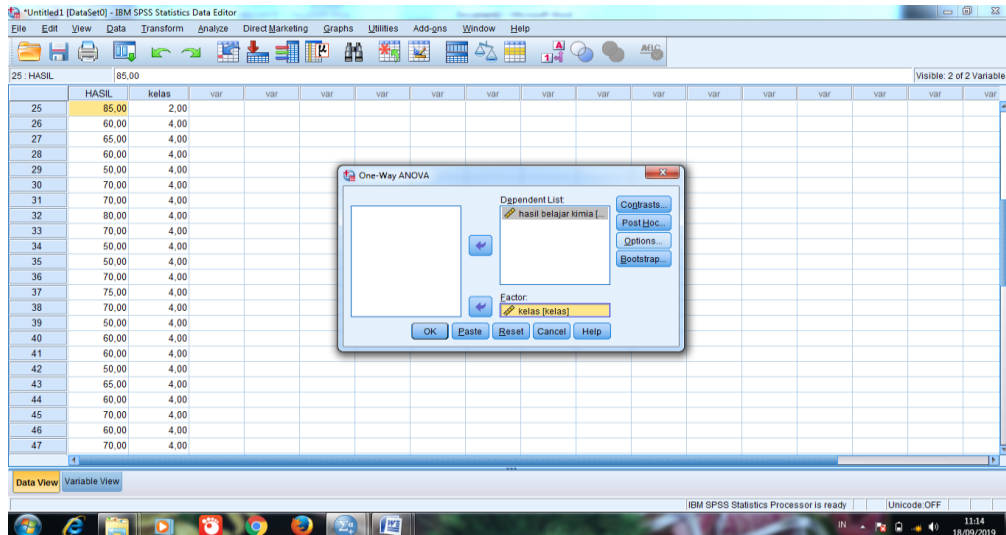 *Untitled1 [DataSet0] - IBM SPSS Statistics Data Editor
File Edit View Data Transform Analyze Direct Marketing Graphs Utilities Add-ons Window Help
25 : HASIL 85,00 Visible: 2 of 2 Variable
HASIL kelas var var var var var var var var var var var var var var var
25 85,00 2,00
26 60,00 4,00
27 65,00 4,00
28 60,00 4,00
29 50,00 4,00
30 70,00 4,00
31 70,00 4,00
32 80,00 4,00
33 70,00 4,00
34 50,00 4,00
35 50,00 4,00
36 70,00 4,00
37 75,00 4,00
38 70,00 4,00
39 50,00 4,00
40 60,00 4,00
41 60,00 4,00
42 50,00 4,00
43 65,00 4,00
44 60,00 4,00
45 70,00 4,00
46 60,00 4,00
47 70,00 4,00
One-Way ANOVA
Dependent List:
hasil belajar kimia [...
Contrasts...
Post Hoc...
Options...
Bootstrap...
Factor:
kelas [kelas]
OK Paste Reset Cancel Help
Data View Variable View
IBM SPSS Statistics Processor is ready Unicode:OFF
IN 11:14
18/09/2019